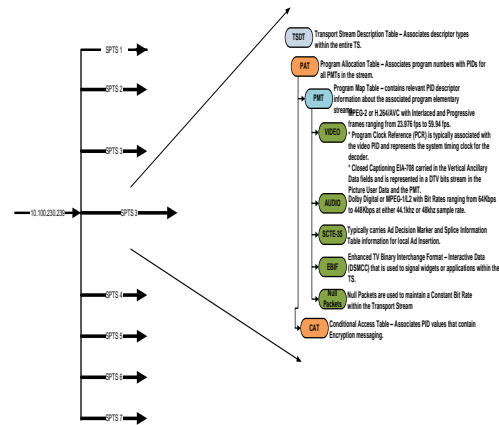 SPTS 1
SPTS 2
SPTS 3
10.100.230.239
SPTS 3
SPTS 4
SPTS 5
SPTS 6
SPTS 7
TSDT
Transport Stream Description Table – Associates descriptor types
within the entire TS.
PAT
Program Allocation Table – Associates program numbers with PIDs for
all PMTs in the stream.
PMT
Program Map Table – contains relevant PID descriptor
information about the associated program elementary
streams.
VIDEO
MPEG-2 or H.264/AVC with Interlaced and Progressive
frames ranging from 23.976 fps to 59.94 fps.
* Program Clock Reference (PCR) is typically associated with
the video PID and represents the system timing clock for the
decoder.
* Closed Captioning EIA-708 carried in the Vertical Ancillary
Data fields and is represented in a DTV bits stream in the
Picture User Data and the PMT.
AUDIO
Dolby Digital or MPEG-1/L2 with Bit Rates ranging from 64Kbps
to 448Kbps at either 44.1khz or 48khz sample rate.
SCTE-35
Typically carries Ad Decision Marker and Splice Information
Table information for local Ad Insertion.
EBIF
Enhanced TV Binary Interchange Format – Interactive Data
(DSMCC) that is used to signal widgets or applications within the
TS.
Null
Packets
Null Packets are used to maintain a Constant Bit Rate
within the Transport Stream
CAT
Conditional Access Table – Associates PID values that contain
Encryption messaging.